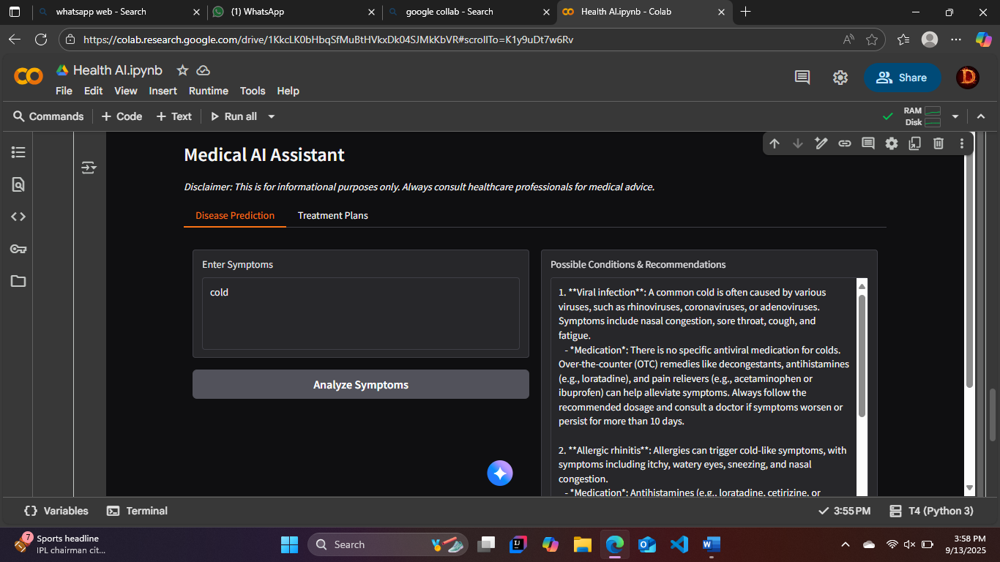 whatsapp web - Search
(1) WhatsApp
google collab - Search
Health AI.ipynb - Colab
https://colab.research.google.com/drive/1KkcLK0bHbqSfMuBtHVkxDk04SJMkKbVR#scrollTo=K1y9uDt7w6Rv
Health AI.ipynb
File Edit View Insert Runtime Tools Help
Share
Commands + Code + Text Run all
RAM
Disk
Medical AI Assistant
Disclaimer: This is for informational purposes only. Always consult healthcare professionals for medical advice.
Disease Prediction Treatment Plans
Enter Symptoms
cold
Analyze Symptoms
Possible Conditions & Recommendations
1. **Viral infection**: A common cold is often caused by various
viruses, such as rhinoviruses, coronaviruses, or adenoviruses.
Symptoms include nasal congestion, sore throat, cough, and
fatigue.
- *Medication*: There is no specific antiviral medication for colds.
Over-the-counter (OTC) remedies like decongestants, antihistamines
(e.g., loratadine), and pain relievers (e.g., acetaminophen or
ibuprofen) can help alleviate symptoms. Always follow the
recommended dosage and consult a doctor if symptoms worsen or
persist for more than 10 days.
2. **Allergic rhinitis**: Allergies can trigger cold-like symptoms, with
symptoms including itchy, watery eyes, sneezing, and nasal
congestion.
- *Medication*: Antihistamines (e.g., loratadine, cetirizine, or
Variables Terminal
3:55 PM T4 (Python 3)
7
Sports headline
IPL chairman cit...
Search
3:58 PM
9/13/2025